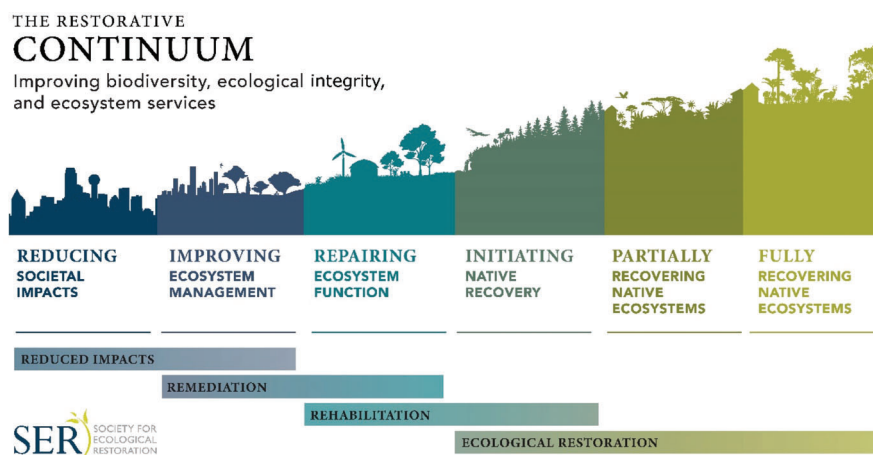 THE RESTORATIVE
CONTINUUM
Improving biodiversity, ecological integrity,
and ecosystem services
REDUCING
SOCIETAL
IMPACTS
IMPROVING
ECOSYSTEM
MANAGEMENT
REPAIRING
ECOSYSTEM
FUNCTION
INITIATING
NATIVE
RECOVERY
PARTIALLY
RECOVERING
NATIVE
ECOSYSTEMS
FULLY
RECOVERING
NATIVE
ECOSYSTEMS
REDUCED IMPACTS
REMEDIATION
REHABILITATION
ECOLOGICAL RESTORATION
SER
SOCIETY FOR
ECOLOGICAL
RESTORATION